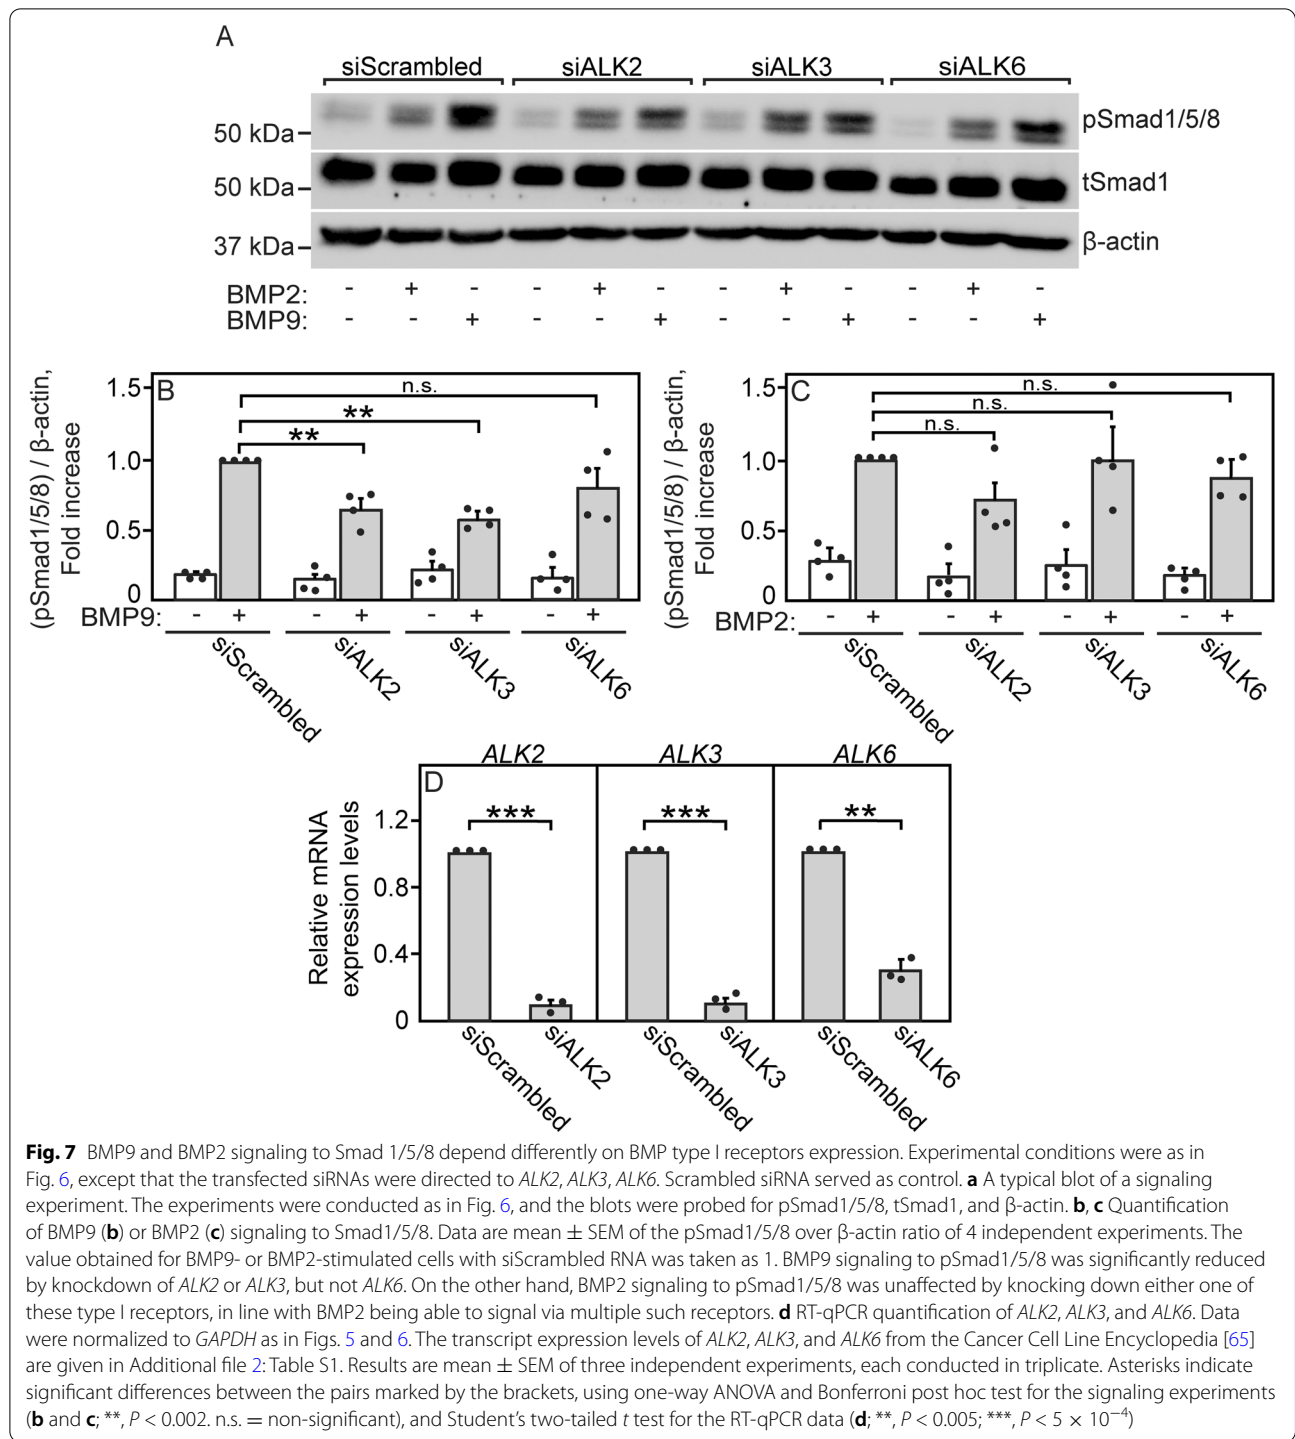 A
siScrambled siALK2 siALK3 siALK6
pSmad1/5/8
50 kDa
50 kDa
tSmad1
37 kDa
β-actin
BMP2: - + - - + - - + - - + -
BMP9: - - + - - + - - + - - +
B
(pSmad1/5/8) / β-actin,
Fold increase
1.5
1.0
0.5
0
n.s.
**
**
BMP9: - + - + - + - +
siScrambled siALK2 siALK3 siALK6
C
(pSmad1/5/8) / β-actin,
Fold increase
1.5
1.0
0.5
0
n.s.
n.s.
n.s.
BMP2: - + - + - + - +
siScrambled siALK2 siALK3 siALK6
ALK2 ALK3 ALK6
D
Relative mRNA
expression levels
1.2
0.8
0.4
0
*** *** **
siScrambled siALK2 siScrambled siALK3 siScrambled siALK6
Fig. 7 BMP9 and BMP2 signaling to Smad 1/5/8 depend differently on BMP type I receptors expression. Experimental conditions were as in
Fig. 6, except that the transfected siRNAs were directed to ALK2, ALK3, ALK6. Scrambled siRNA served as control. a A typical blot of a signaling
experiment. The experiments were conducted as in Fig. 6, and the blots were probed for pSmad1/5/8, tSmad1, and β-actin. b, c Quantification
of BMP9 (b) or BMP2 (c) signaling to Smad1/5/8. Data are mean ± SEM of the pSmad1/5/8 over β-actin ratio of 4 independent experiments. The
value obtained for BMP9- or BMP2-stimulated cells with siScrambled RNA was taken as 1. BMP9 signaling to pSmad1/5/8 was significantly reduced
by knockdown of ALK2 or ALK3, but not ALK6. On the other hand, BMP2 signaling to pSmad1/5/8 was unaffected by knocking down either one of
these type I receptors, in line with BMP2 being able to signal via multiple such receptors. d RT-qPCR quantification of ALK2, ALK3, and ALK6. Data
were normalized to GAPDH as in Figs. 5 and 6. The transcript expression levels of ALK2, ALK3, and ALK6 from the Cancer Cell Line Encyclopedia [65]
are given in Additional file 2: Table S1. Results are mean ± SEM of three independent experiments, each conducted in triplicate. Asterisks indicate
significant differences between the pairs marked by the brackets, using one-way ANOVA and Bonferroni post hoc test for the signaling experiments
(b and c; **, P < 0.002. n.s. = non-significant), and Student's two-tailed t test for the RT-qPCR data (d; **, P < 0.005; ***, P < 5 × 10⁻⁴)